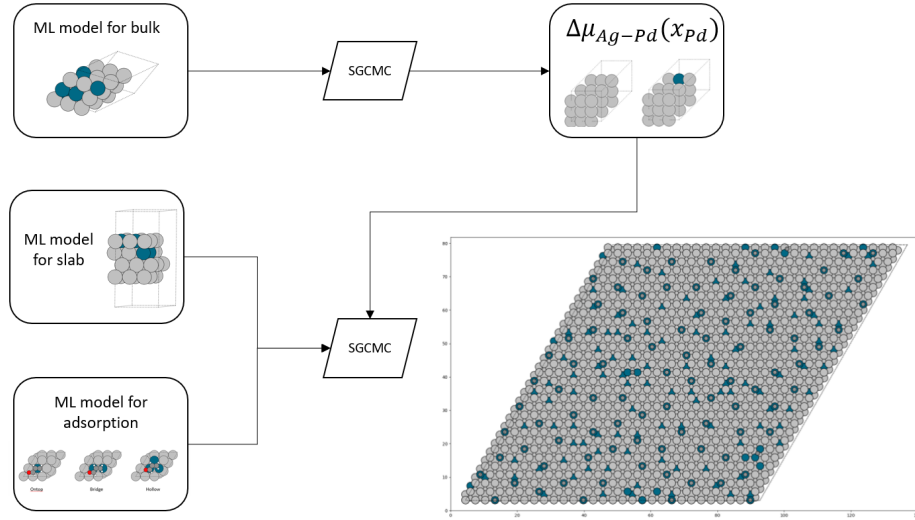 ML model for bulk
SGCMC
Δμ_{Ag−Pd}(x_{Pd})
ML model
for slab
SGCMC
ML model for
adsorption
Ontop Bridge Hollow
80
70
60
50
40
30
20
10
0
0 20 40 60 80 100 120